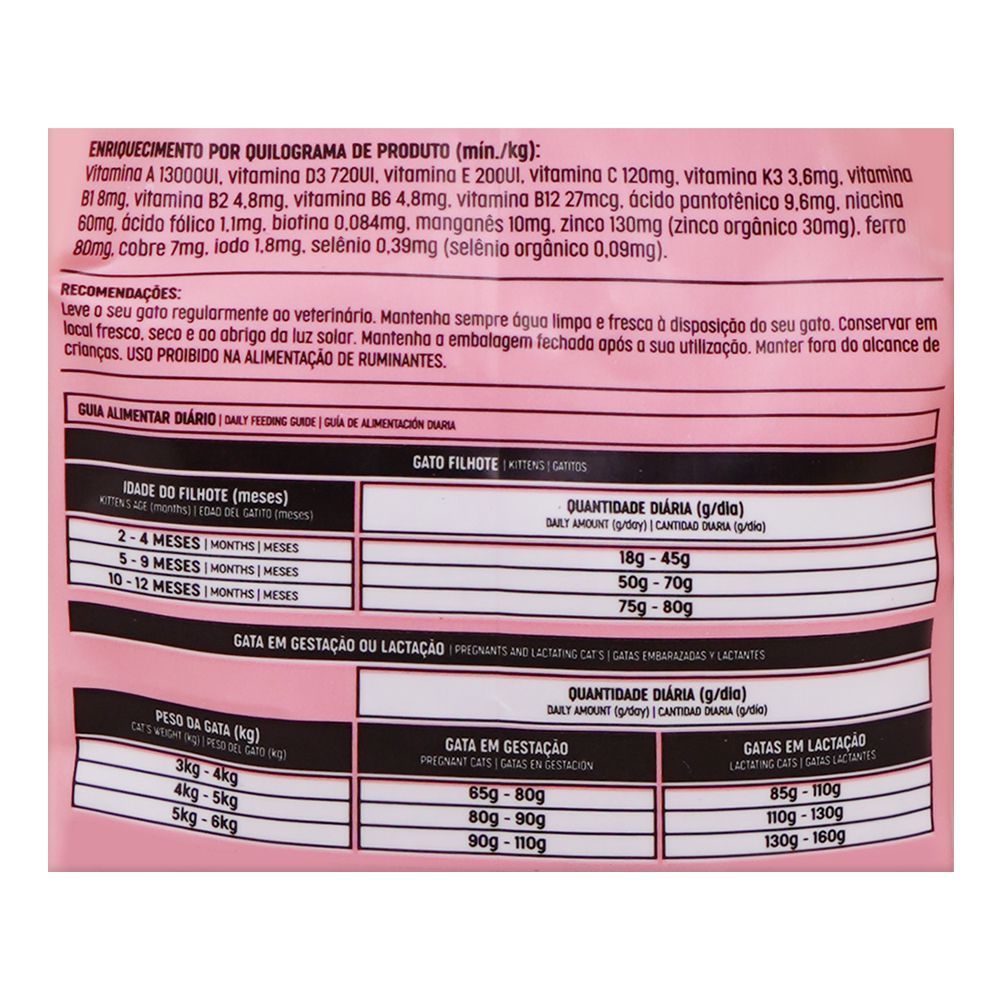 ENRIQUECIMENTO POR QUILOGRAMA DE PRODUTO (mín./kg):
Vitamina A 13000UI, vitamina D3 720UI, vitamina E 200UI, vitamina C 120mg, vitamina K3 3,6mg, vitamina
B1 8mg, vitamina B2 4,8mg, vitamina B6 4,8mg, vitamina B12 27mcg, ácido pantotênico 9,6mg, niacina
60mg, ácido fólico 1,1mg, biotina 0,084mg, manganês 10mg, zinco 130mg (zinco orgânico 30mg), ferro
80mg, cobre 7mg, iodo 1,8mg, selênio 0,39mg (selênio orgânico 0,09mg).
RECOMENDAÇÕES:
Leve o seu gato regularmente ao veterinário. Mantenha sempre água limpa e fresca à disposição do seu gato. Conservar em
local fresco, seco e ao abrigo da luz solar. Mantenha a embalagem fechada após a sua utilização. Manter fora do alcance de
crianças. USO PROIBIDO NA ALIMENTAÇÃO DE RUMINANTES.
GUIA ALIMENTAR DIÁRIO | DAILY FEEDING GUIDE | GUÍA DE ALIMENTACIÓN DIARIA
GATO FILHOTE | KITTENS | GATITOS
IDADE DO FILHOTE (meses)
KITTENS AGE (months) | EDAD DEL GATITO (meses)
QUANTIDADE DIÁRIA (g/dia)
DAILY AMOUNT (g/day) | CANTIDAD DIARIA (g/día)
2 - 4 MESES | MONTHS | MESES
18g - 45g
5 - 9 MESES | MONTHS | MESES
50g - 70g
10 - 12 MESES | MONTHS | MESES
75g - 80g
GATA EM GESTAÇÃO OU LACTAÇÃO | PREGNANTS AND LACTATING CAT'S | GATAS EMBARAZADAS Y LACTANTES
QUANTIDADE DIÁRIA (g/dia)
DAILY AMOUNT (g/day) | CANTIDAD DIARIA (g/día)
PESO DA GATA (kg)
CAT'S WEIGHT (kg) | PESO DEL GATO (kg)
GATA EM GESTAÇÃO
PREGNANT CATS | GATAS EN GESTACIÓN
GATAS EM LACTAÇÃO
LACTATING CATS | GATAS LACTANTES
3kg - 4kg
65g - 80g
85g - 110g
4kg - 5kg
80g - 90g
110g - 130g
5kg - 6kg
90g - 110g
130g - 160g